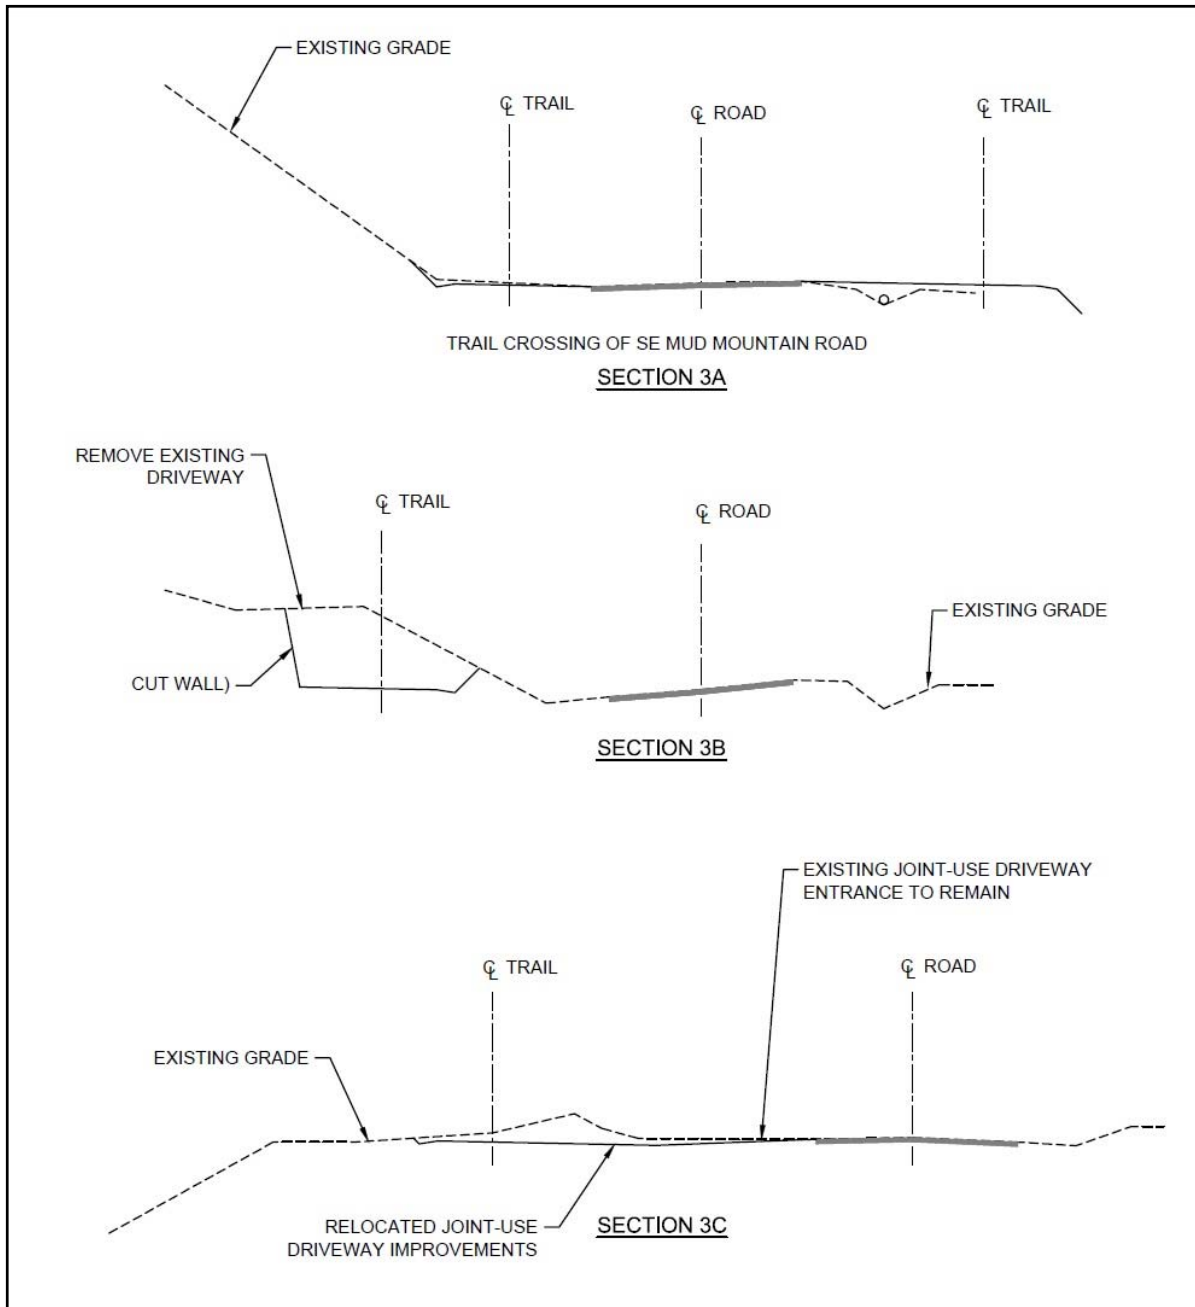 EXISTING GRADE
℄ TRAIL
℄ ROAD
℄ TRAIL
TRAIL CROSSING OF SE MUD MOUNTAIN ROAD
SECTION 3A
REMOVE EXISTING
DRIVEWAY
℄ TRAIL
℄ ROAD
EXISTING GRADE
CUT WALL)
SECTION 3B
EXISTING JOINT-USE DRIVEWAY
ENTRANCE TO REMAIN
℄ TRAIL
℄ ROAD
EXISTING GRADE
RELOCATED JOINT-USE
DRIVEWAY IMPROVEMENTS
SECTION 3C